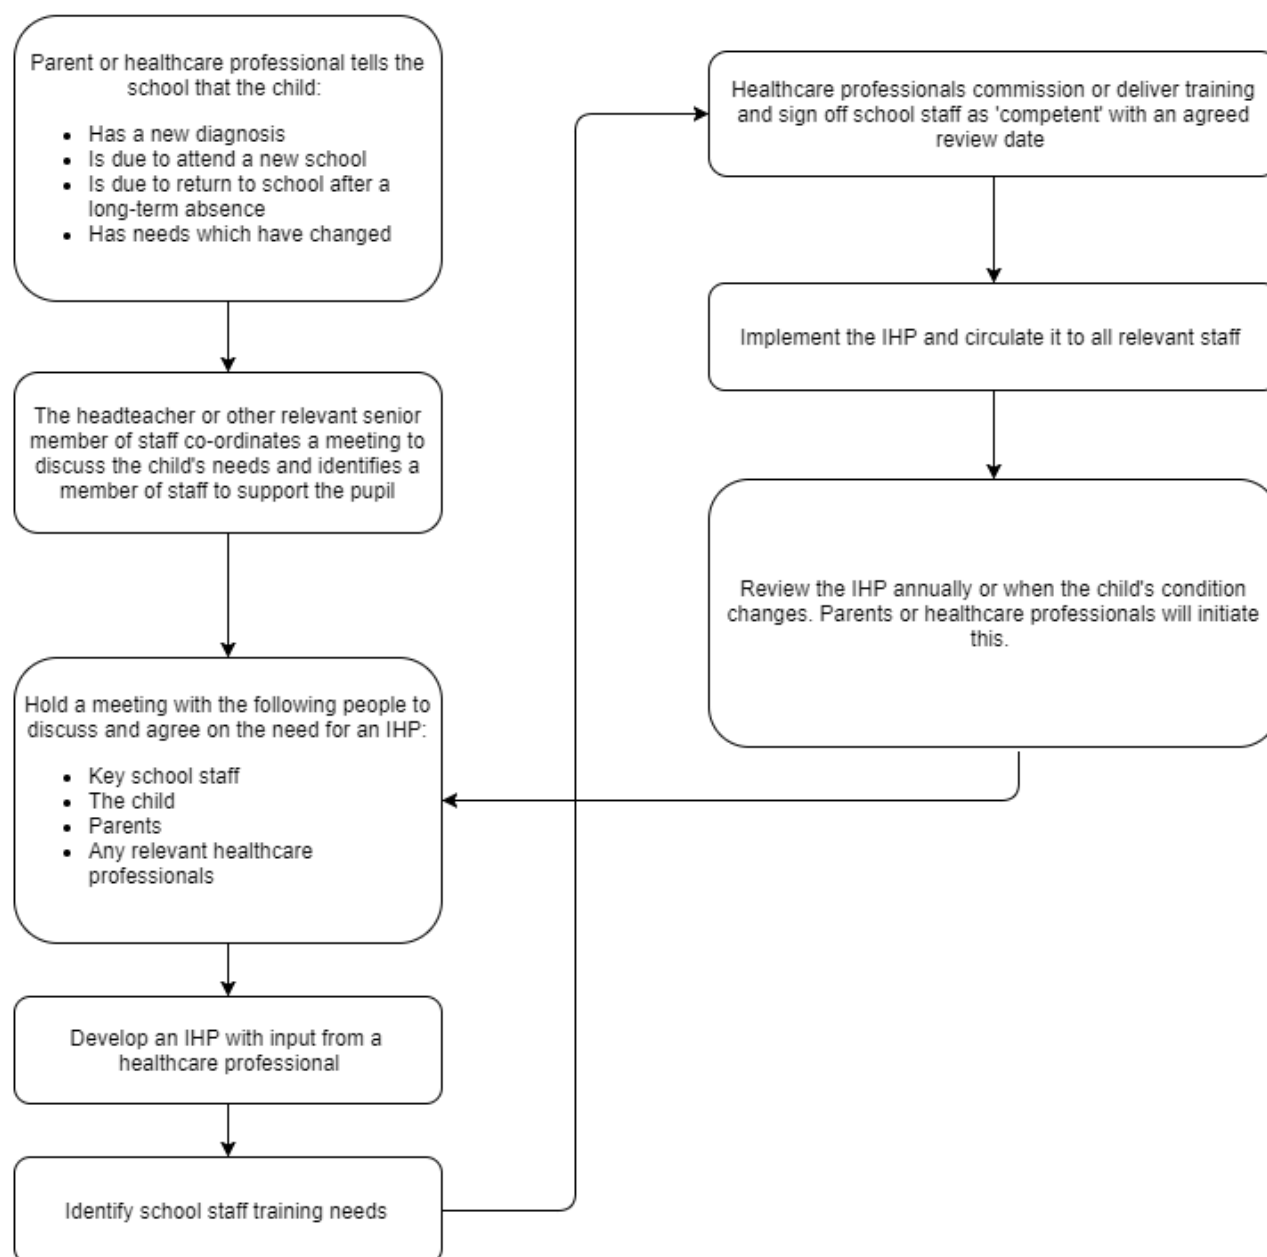 Parent or healthcare professional tells the
school that the child:
• Has a new diagnosis
• Is due to attend a new school
• Is due to return to school after a
long-term absence
• Has needs which have changed
The headteacher or other relevant senior
member of staff co-ordinates a meeting to
discuss the child's needs and identifies a
member of staff to support the pupil
Hold a meeting with the following people to
discuss and agree on the need for an IHP:
• Key school staff
• The child
• Parents
• Any relevant healthcare
professionals
Develop an IHP with input from a
healthcare professional
Identify school staff training needs
Healthcare professionals commission or deliver training
and sign off school staff as 'competent' with an agreed
review date
Implement the IHP and circulate it to all relevant staff
Review the IHP annually or when the child's condition
changes. Parents or healthcare professionals will initiate
this.